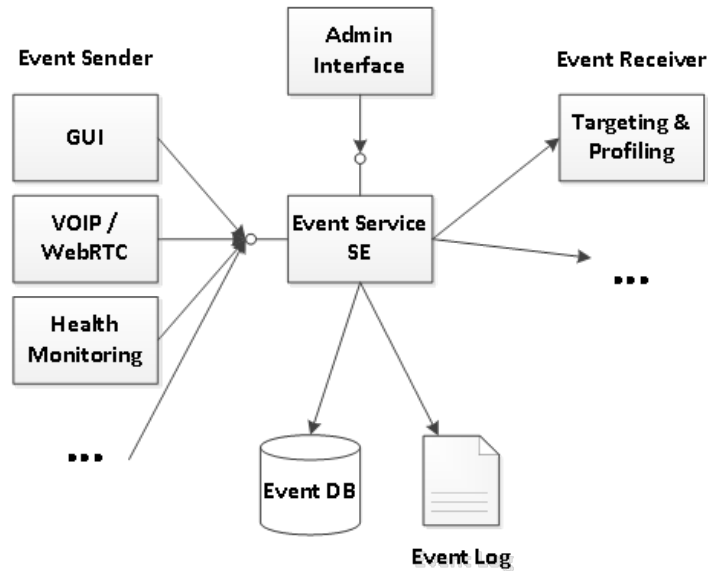 Event Sender
Admin
Interface
Event Receiver
GUI
Targeting &
Profiling
VOIP /
WebRTC
Event Service
SE
...
Health
Monitoring
...
Event DB
Event Log